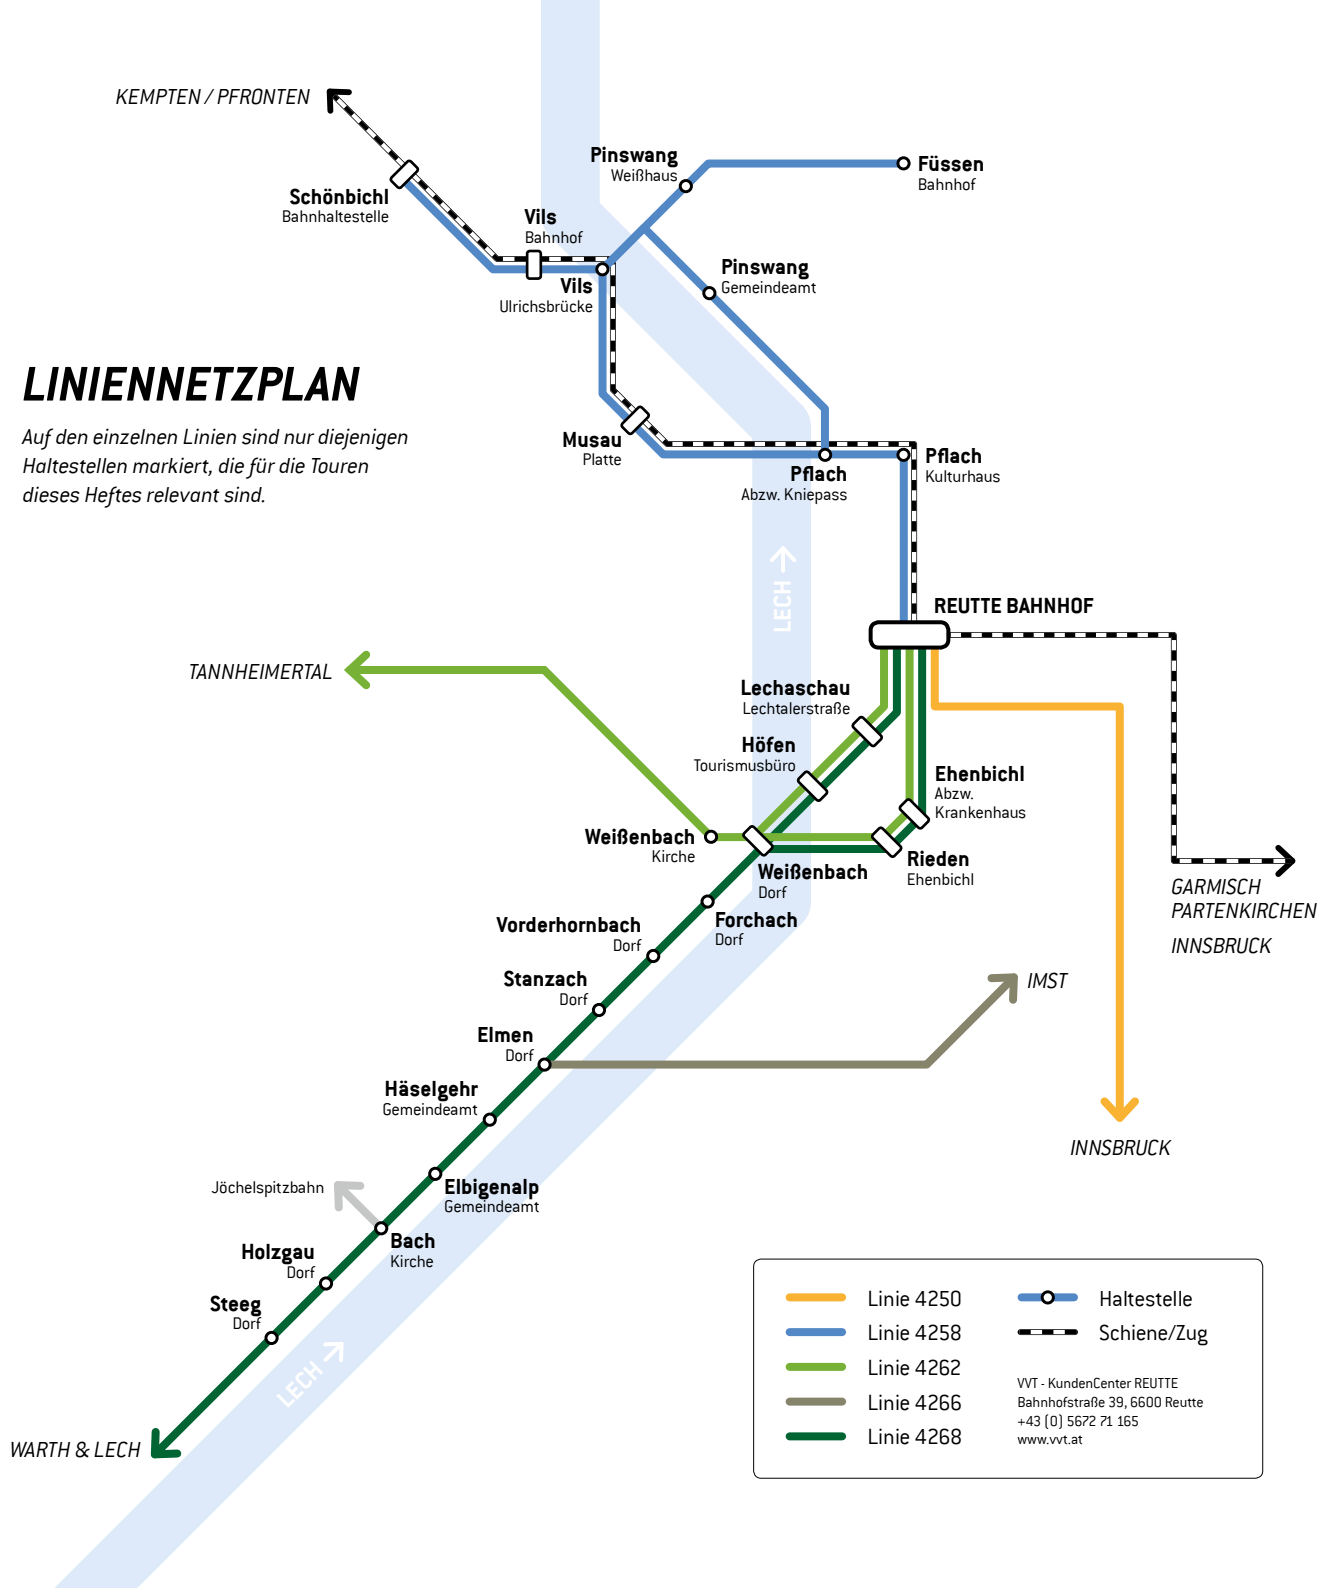 KEMPTEN / PFRONTEN
Pinswang
Weißhaus
Füssen
Bahnhof
Schönbichl
Bahnhaltestelle
Vils
Bahnhof
Pinswang
Gemeindeamt
Vils
Ulrichsbrücke
LINIENNETZPLAN
Auf den einzelnen Linien sind nur diejenigen
Haltestellen markiert, die für die Touren
dieses Heftes relevant sind.
Musau
Platte
Pflach
Abzw. Kniepass
Pflach
Kulturhaus
LECH
REUTTE BAHNHOF
TANNHEIMERTAL
Lechaschau
Lechtalerstraße
Höfen
Tourismusbüro
Ehenbichl
Abzw.
Krankenhaus
Weißenbach
Kirche
Rieden
Ehenbichl
Weißenbach
Dorf
GARMISCH
PARTENKIRCHEN
INNSBRUCK
Forchach
Dorf
Vorderhornbach
Dorf
Stanzach
Dorf
IMST
Elmen
Dorf
Häselgehr
Gemeindeamt
INNSBRUCK
Jöchelspitzbahn
Elbigenalp
Gemeindeamt
Bach
Kirche
Holzgau
Dorf
Steeg
Dorf
LECH
WARTH & LECH
Linie 4250
Linie 4258
Linie 4262
Linie 4266
Linie 4268
Haltestelle
Schiene/Zug
VVT - KundenCenter REUTTE
Bahnhofstraße 39, 6600 Reutte
+43 (0) 5672 71 165
www.vvt.at